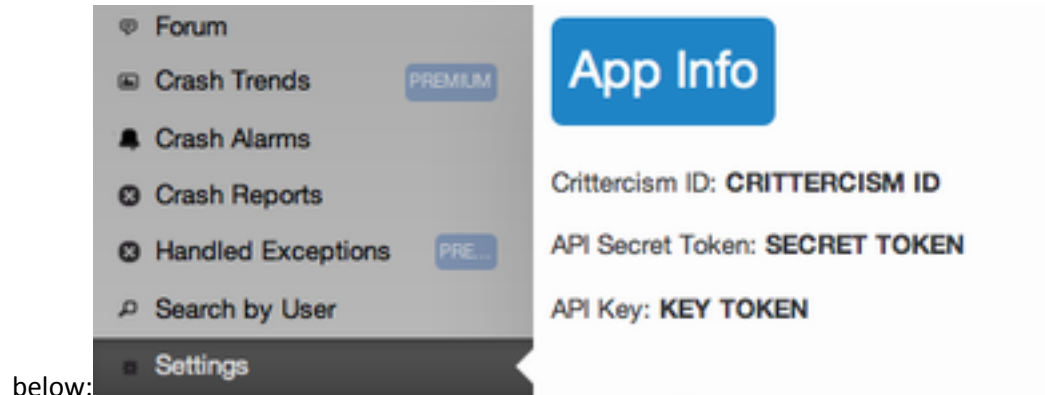 Forum
Crash Trends PREMIUM
Crash Alarms
Crash Reports
Handled Exceptions PRE...
Search by User
Settings
App Info
Crittercism ID: CRITTERCISM ID
API Secret Token: SECRET TOKEN
API Key: KEY TOKEN
below: